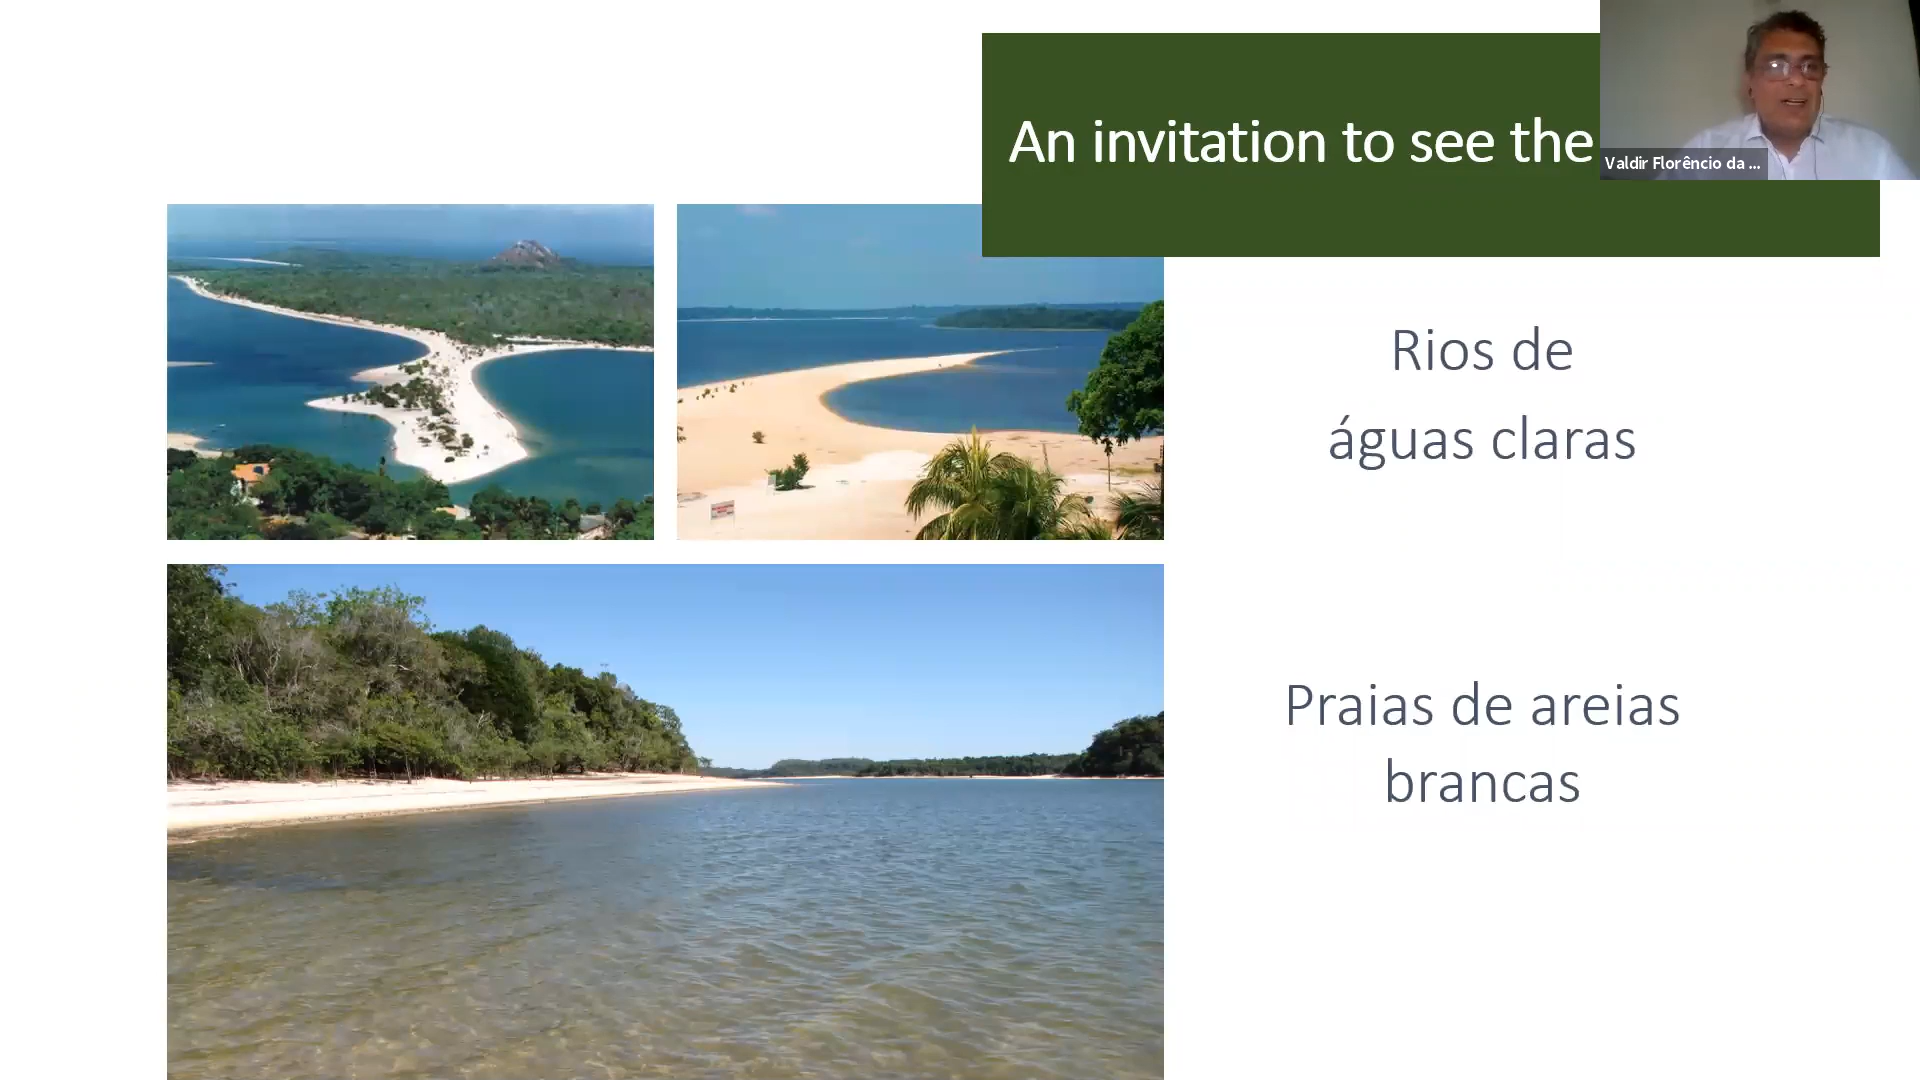 An invitation to see the
Valdir Florêncio da ...
Rios de
águas claras
Praias de areias
brancas